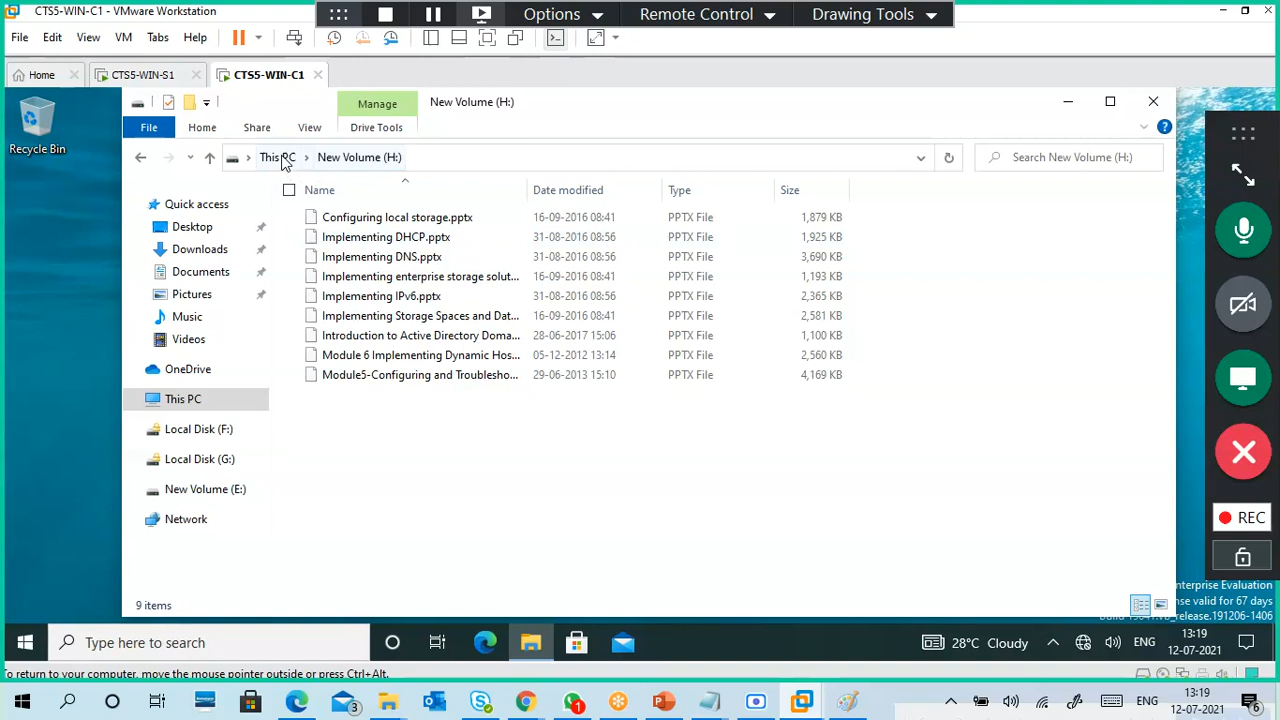 CTS5-WIN-C1 - VMware Workstation
Options
Remote Control
Drawing Tools
File Edit View VM Tabs Help
Home
CTS5-WIN-S1
CTS5-WIN-C1
Recycle Bin
Manage
New Volume (H:)
File Home Share View Drive Tools
This PC › New Volume (H:)
Search New Volume (H:)
Name Date modified Type Size
Quick access
Desktop
Downloads
Documents
Pictures
Music
Videos
OneDrive
This PC
Local Disk (F:)
Local Disk (G:)
New Volume (E:)
Network
Configuring local storage.pptx 16-09-2016 08:41 PPTX File 1,879 KB
Implementing DHCP.pptx 31-08-2016 08:56 PPTX File 1,925 KB
Implementing DNS.pptx 31-08-2016 08:56 PPTX File 3,690 KB
Implementing enterprise storage solut... 16-09-2016 08:41 PPTX File 1,193 KB
Implementing IPv6.pptx 31-08-2016 08:56 PPTX File 2,365 KB
Implementing Storage Spaces and Dat... 16-09-2016 08:41 PPTX File 2,581 KB
Introduction to Active Directory Doma... 28-06-2017 15:06 PPTX File 1,100 KB
Module 6 Implementing Dynamic Hos... 05-12-2012 13:14 PPTX File 2,560 KB
Module5-Configuring and Troublesho... 29-06-2013 15:10 PPTX File 4,169 KB
REC
9 items
nterprise Evaluation
nse valid for 67 days
Build 19041.vb_release.191206-1406
Type here to search
28°C Cloudy
ENG
13:19
12-07-2021
To return to your computer, move the mouse pointer outside or press Ctrl+Alt.
3
1
ENG
13:19
12-07-2021
6